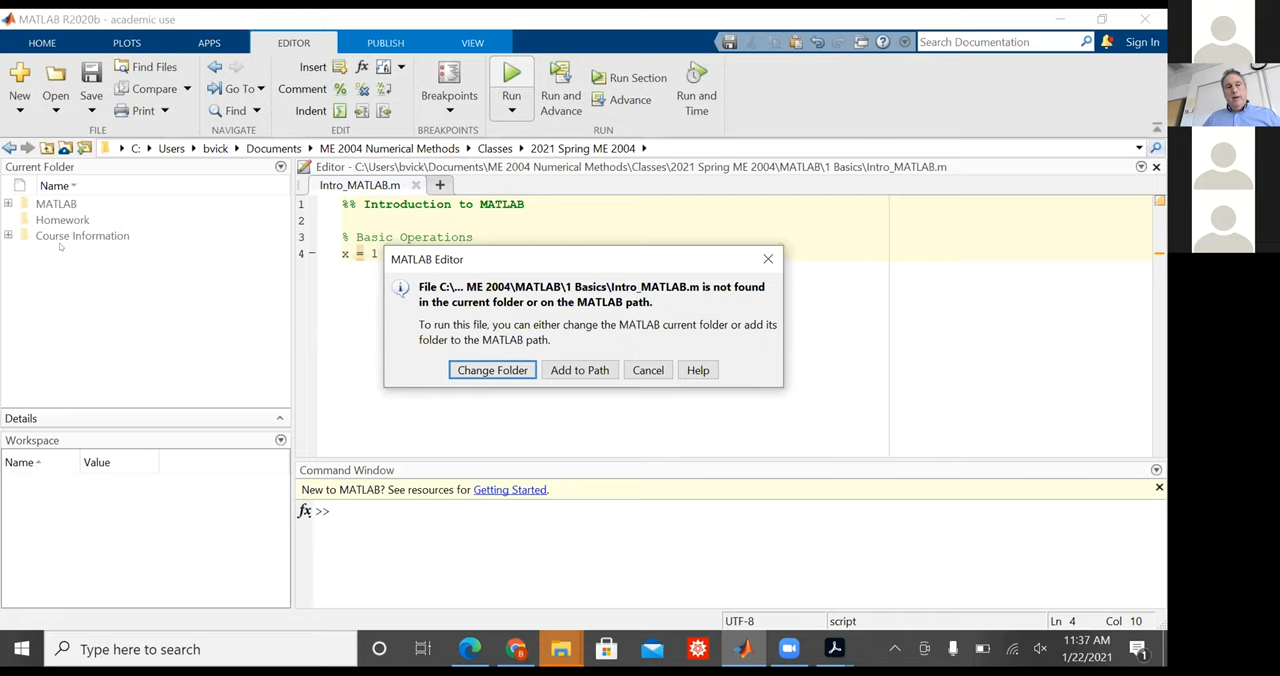 MATLAB R2020b - academic use
HOME PLOTS APPS EDITOR PUBLISH VIEW Search Documentation Sign In
New Open Save Find Files Compare Print
Go To Find
Insert Comment Indent
Breakpoints Run Run and Advance Run Section Advance Run and Time
FILE NAVIGATE EDIT BREAKPOINTS RUN
C: Users bvick Documents ME 2004 Numerical Methods Classes 2021 Spring ME 2004
Current Folder
Name
MATLAB
Homework
Course Information
Details
Workspace
Name Value
Editor - C:\Users\bvick\Documents\ME 2004 Numerical Methods\Classes\2021 Spring ME 2004\MATLAB\1 Basics\Intro_MATLAB.m
Intro_MATLAB.m
1 %% Introduction to MATLAB
2
3 % Basic Operations
4 x = 1
MATLAB Editor
File C:\... ME 2004\MATLAB\1 Basics\Intro_MATLAB.m is not found
in the current folder or on the MATLAB path.
To run this file, you can either change the MATLAB current folder or add its
folder to the MATLAB path.
Change Folder Add to Path Cancel Help
Command Window
New to MATLAB? See resources for Getting Started.
fx >>
UTF-8 script Ln 4 Col 10
Type here to search
11:37 AM
1/22/2021